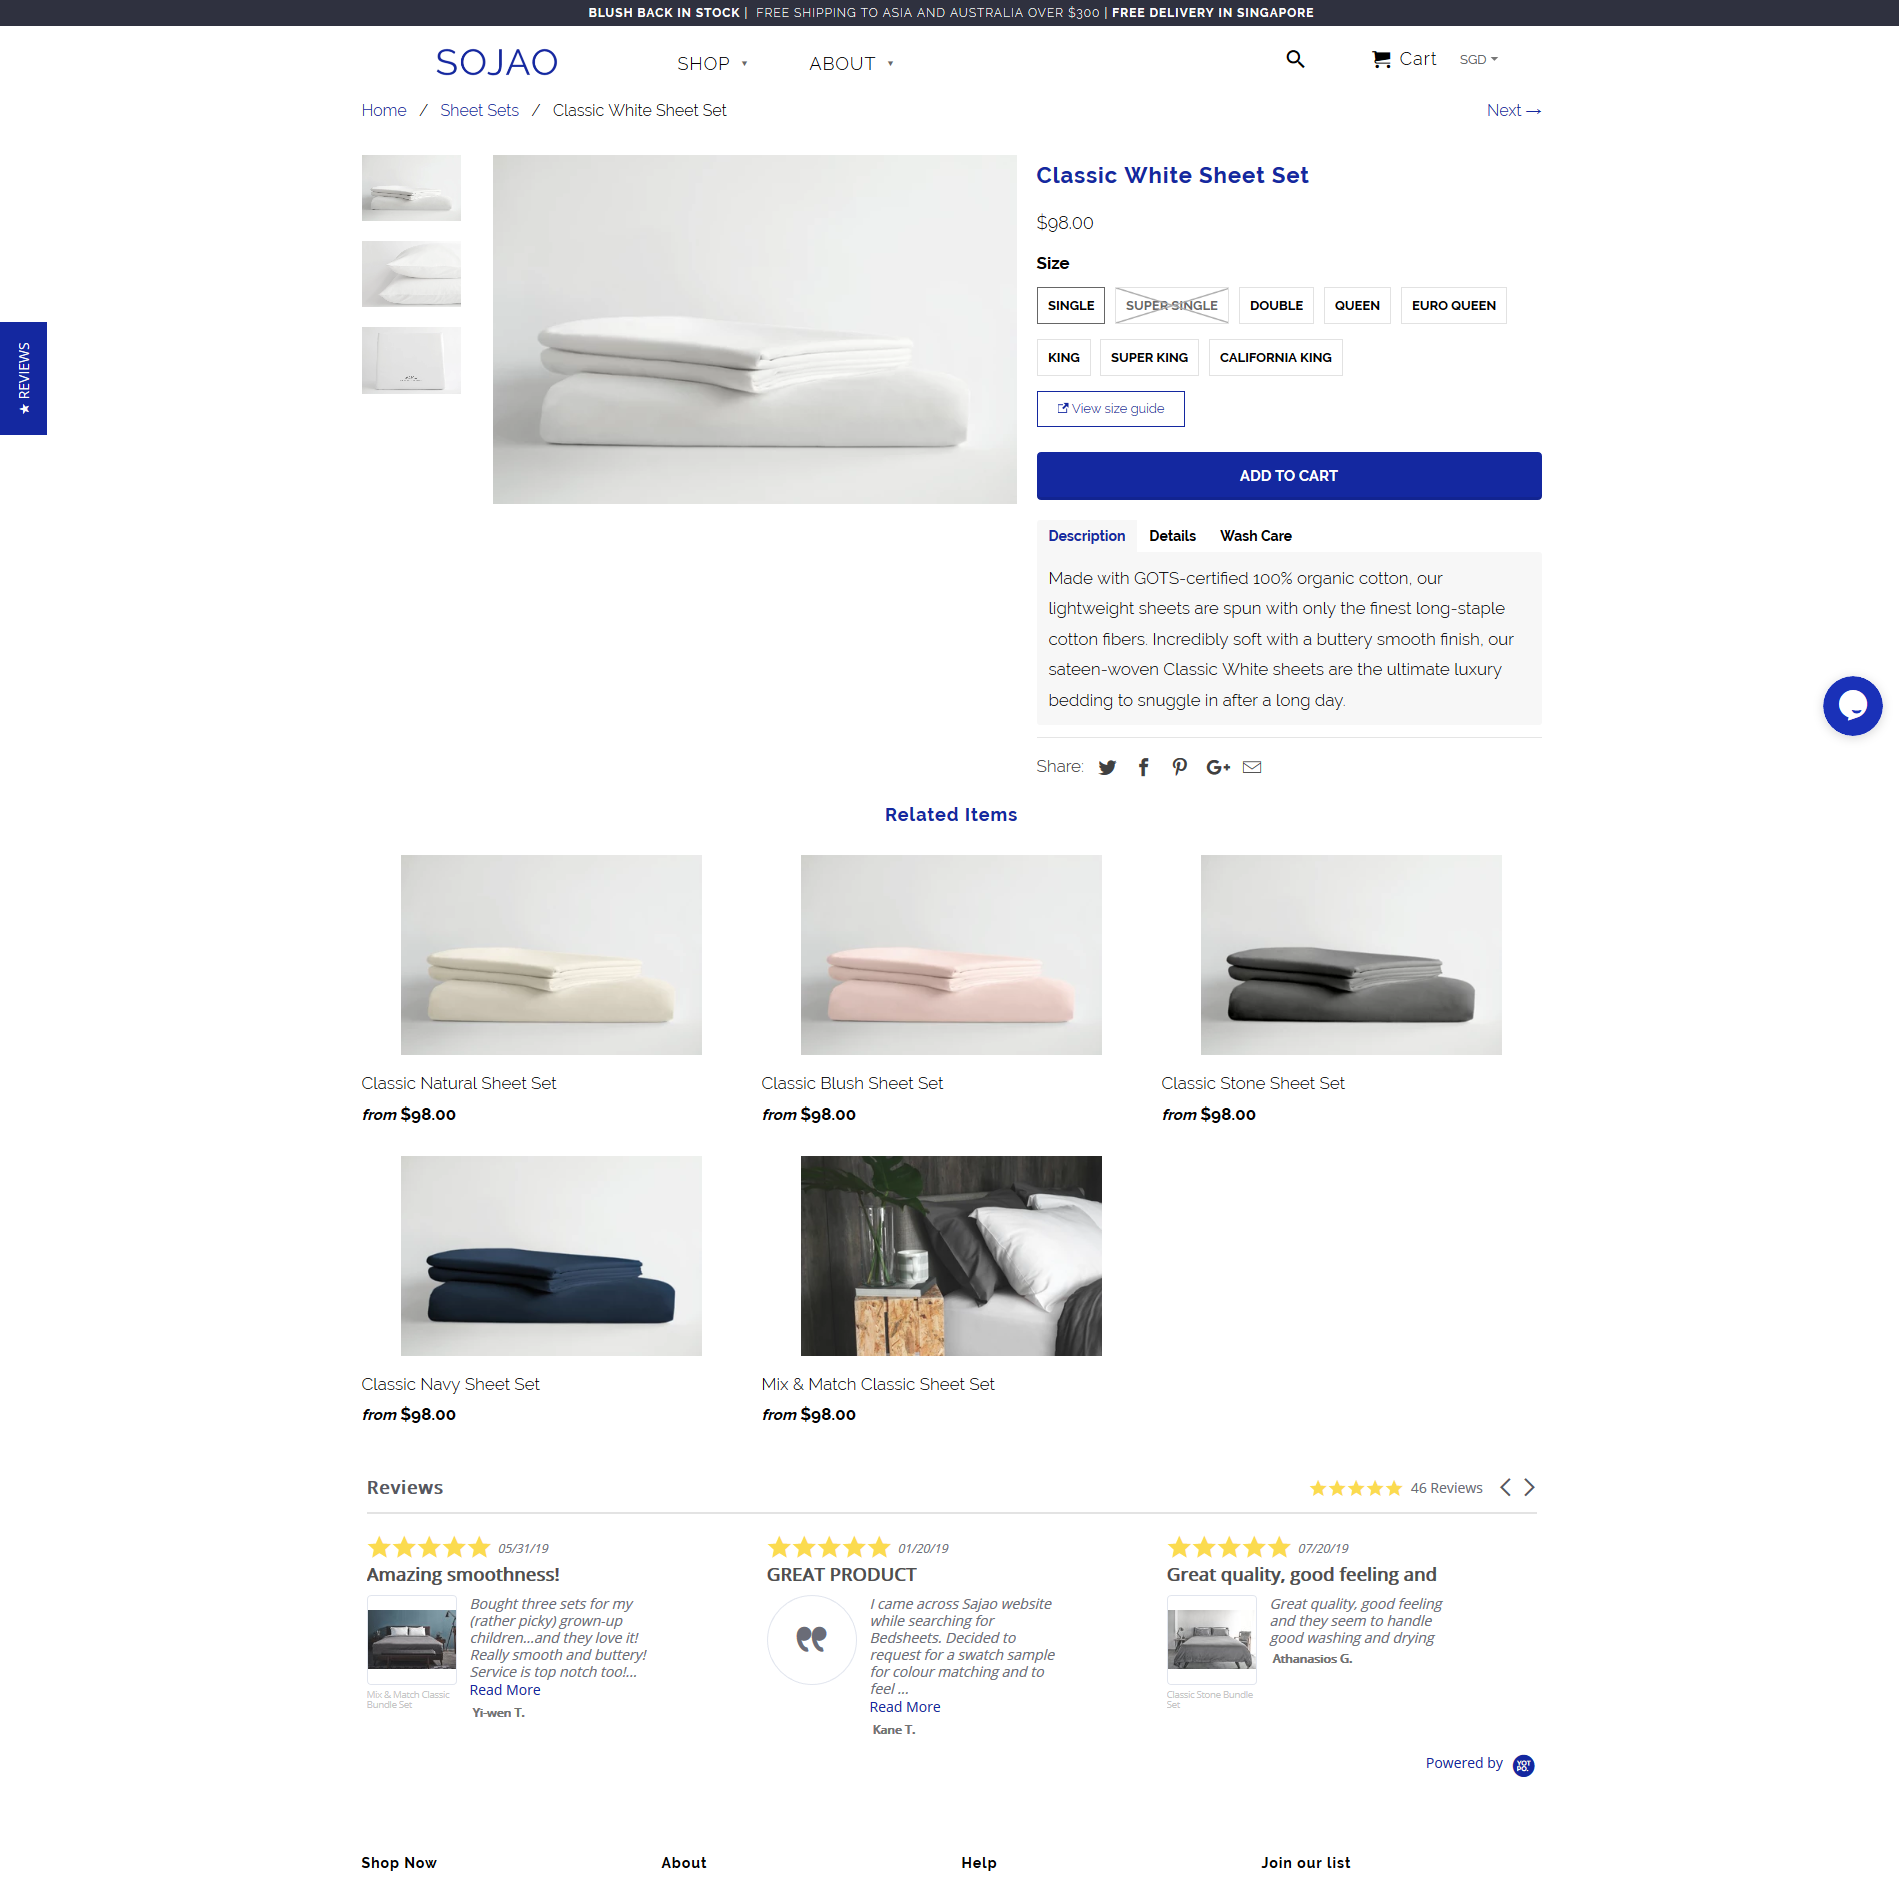 BLUSH BACK IN STOCK | FREE SHIPPING TO ASIA AND AUSTRALIA OVER $300 | FREE DELIVERY IN SINGAPORE
SOJAO
SHOP ▾
ABOUT ▾
Cart
SGD
Home / Sheet Sets / Classic White Sheet Set
Next →
★ REVIEWS
Classic White Sheet Set
$98.00
Size
SINGLE
SUPER SINGLE
DOUBLE
QUEEN
EURO QUEEN
KING
SUPER KING
CALIFORNIA KING
View size guide
ADD TO CART
Description
Details
Wash Care
Made with GOTS-certified 100% organic cotton, our
lightweight sheets are spun with only the finest long-staple
cotton fibers. Incredibly soft with a buttery smooth finish, our
sateen-woven Classic White sheets are the ultimate luxury
bedding to snuggle in after a long day.
Share:
Related Items
Classic Natural Sheet Set
from $98.00
Classic Blush Sheet Set
from $98.00
Classic Stone Sheet Set
from $98.00
Classic Navy Sheet Set
from $98.00
Mix & Match Classic Sheet Set
from $98.00
Reviews
46 Reviews
05/31/19
Amazing smoothness!
Bought three sets for my
(rather picky) grown-up
children...and they love it!
Really smooth and buttery!
Service is top notch too!...
Read More
Yi-wen T.
Mix & Match Classic
Bundle Set
01/20/19
GREAT PRODUCT
I came across Sajao website
while searching for
Bedsheets. Decided to
request for a swatch sample
for colour matching and to
feel ...
Read More
Kane T.
07/20/19
Great quality, good feeling and
Great quality, good feeling
and they seem to handle
good washing and drying
Athanasios G.
Classic Stone Bundle
Set
Powered by
YOT
PO.
Shop Now
About
Help
Join our list